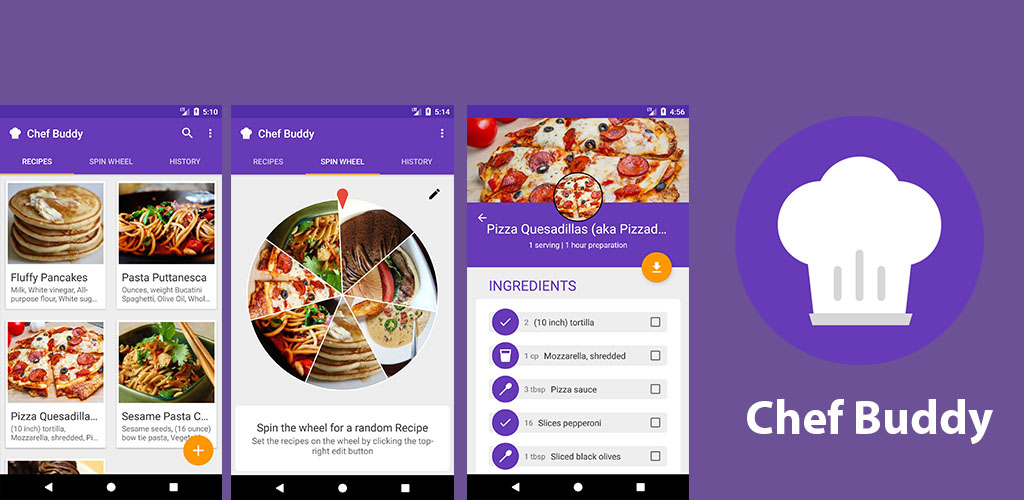 5:10
Chef Buddy
RECIPES SPIN WHEEL HISTORY
Fluffy Pancakes
Milk, White vinegar, All-
purpose flour, White sug...
Pasta Puttanesca
Ounces, weight Bucatini
Spaghetti, Olive Oil, Whol...
Pizza Quesadilla...
(10 inch) tortilla,
Mozzarella, shredded, Pi...
Sesame Pasta C...
Sesame seeds, (16 ounce)
bow tie pasta, Veget
5:14
Chef Buddy
RECIPES SPIN WHEEL HISTORY
Spin the wheel for a random Recipe
Set the recipes on the wheel by clicking the top-
right edit button
4:56
Pizza Quesadillas (aka Pizzad...
1 serving | 1 hour preparation
INGREDIENTS
2 (10 inch) tortilla
1 cp Mozzarella, shredded
3 tbsp Pizza sauce
16 Slices pepperoni
1 tbsp Sliced black olives
Chef Buddy